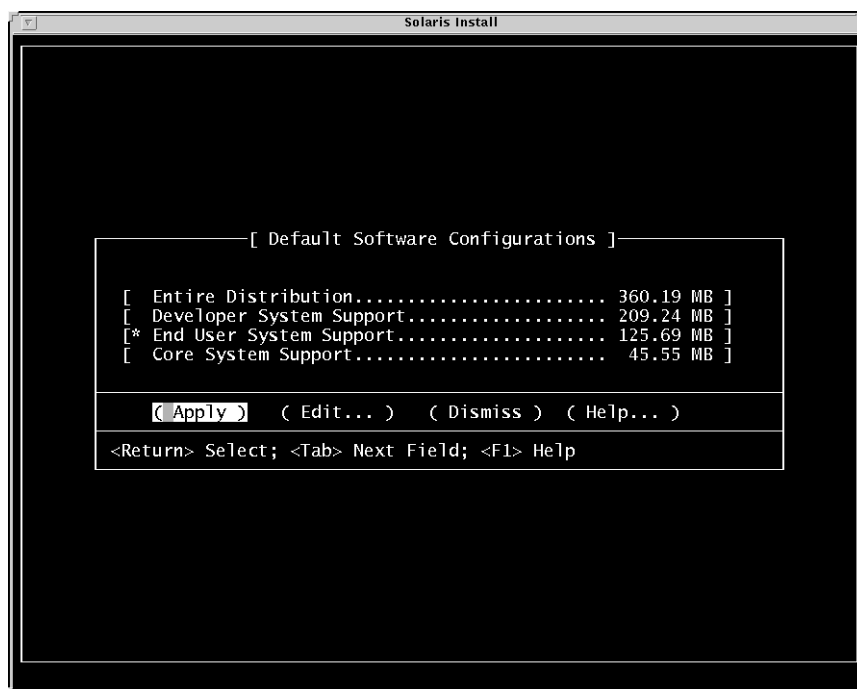 Solaris Install
[ Default Software Configurations ]
[  Entire Distribution........................ 360.19 MB ]
[  Developer System Support................... 209.24 MB ]
[* End User System Support.................... 125.69 MB ]
[  Core System Support........................  45.55 MB ]
( Apply ) ( Edit... ) ( Dismiss ) ( Help... )
<Return> Select; <Tab> Next Field; <F1> Help